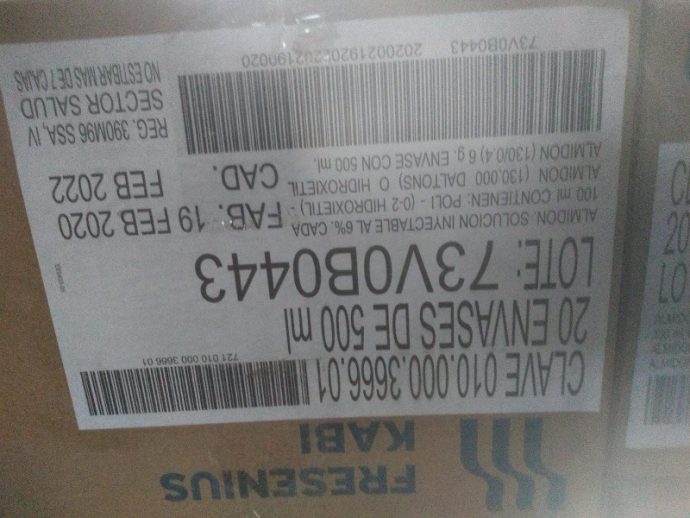 FRESENIUS
KABI
721 010 000 3666 01
CLAVE 010.000.3666.01
20 ENVASES DE 500 ml
LOTE: 73V0B0443
ALMIDON. SOLUCION INYECTABLE AL 6%. CADA
100 ml CONTIENEN: POLI - (O-2 HIDROXIETIL) -
ALMIDON (130,000 DALTONS) O HIDROXIETIL
ALMIDON (130/0.4) 6 g. ENVASE CON 500 ml.
FAB. 19 FEB 2020
CAD. FEB 2022
REG. 390M96 SSA, IV
SECTOR SALUD
NO ESTIBAR MAS DE 7 CAJAS
73V0B0443
CL
20
LO